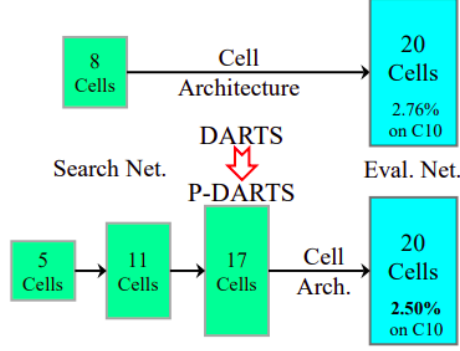 8
Cells
Cell
Architecture
20
Cells
2.76%
on C10
DARTS
Search Net.
Eval. Net.
P-DARTS
5
Cells
11
Cells
17
Cells
Cell
Arch.
20
Cells
2.50%
on C10